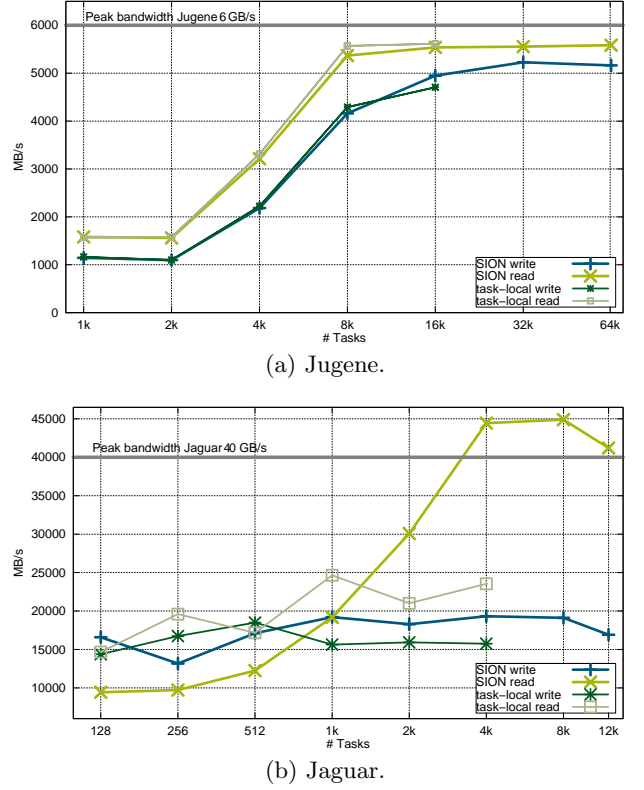 Peak bandwidth Jugene 6 GB/s
6000
5000
4000
3000
2000
1000
0
MB/s
SION write
SION read
task-local write
task-local read
1k 2k 4k 8k 16k 32k 64k
# Tasks
(a) Jugene.
45000
Peak bandwidth Jaguar 40 GB/s
40000
35000
30000
25000
20000
15000
10000
MB/s
SION write
SION read
task-local write
task-local read
128 256 512 1k 2k 4k 8k 12k
# Tasks
(b) Jaguar.